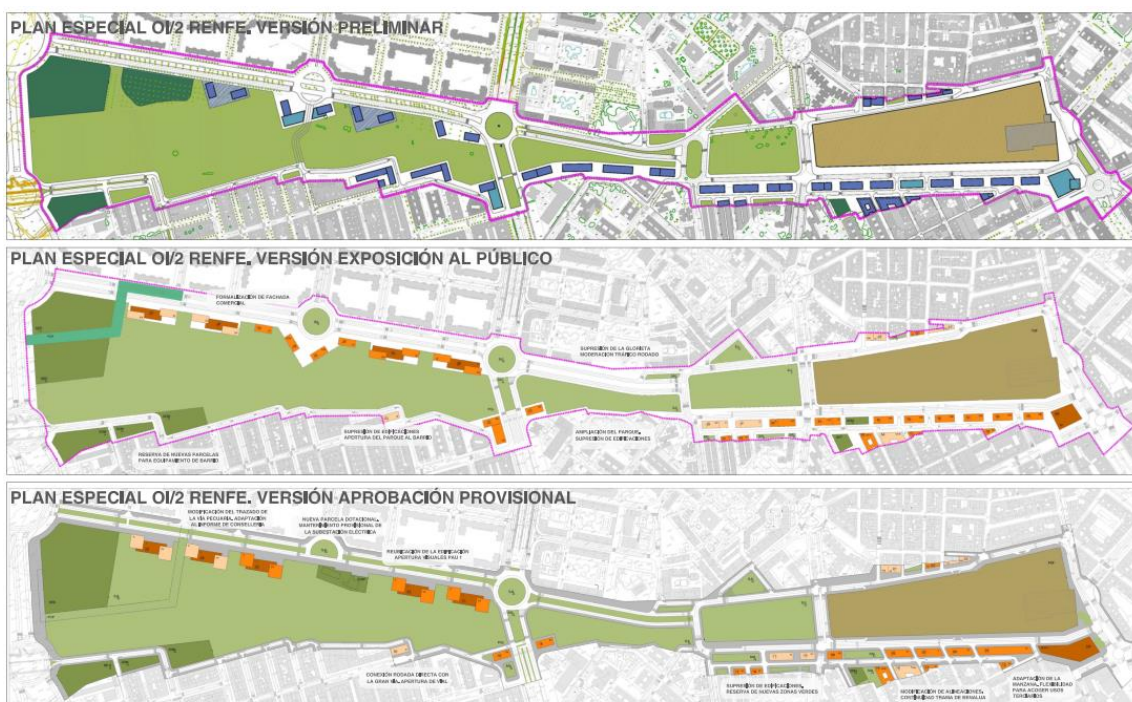 PLAN ESPECIAL OI/2 RENFE. VERSIÓN PRELIMINAR
PLAN ESPECIAL OI/2 RENFE. VERSIÓN EXPOSICIÓN AL PÚBLICO
FORMALIZACIÓN DE FACHADA
COMERCIAL
SUPRESIÓN DE LA GLORIETA
MODERACIÓN TRÁFICO RODADO
SUPRESIÓN DE EDIFICACIONES
APERTURA DEL PARQUE AL BARRIO
AMPLIACIÓN DEL PARQUE,
SUPRESIÓN DE EDIFICACIONES
RESERVA DE NUEVAS PARCELAS
PARA EQUIPAMIENTO DE BARRIO
PLAN ESPECIAL OI/2 RENFE. VERSIÓN APROBACIÓN PROVISIONAL
MODIFICACIÓN DEL TRAZADO DE
LA VÍA PECUARIA, ADAPTACIÓN
AL INFORME DE CONSELLERIA
NUEVA PARCELA DOTACIONAL,
MANTENIMIENTO PROVISIONAL DE
LA SUBESTACIÓN ELÉCTRICA
REUBICACIÓN DE LA EDIFICACIÓN
APERTURA VISUALES PAU 1
CONEXIÓN RODADA DIRECTA CON
LA GRAN VÍA. APERTURA DE VIAL
SUPRESIÓN DE EDIFICACIONES,
RESERVA DE NUEVAS ZONAS VERDES
MODIFICACIÓN DE ALINEACIONES,
CONTINUIDAD TRAMA DE BENALUA
ADAPTACIÓN DE LA
MANZANA, FLEXIBILIDAD
PARA ACOGER USOS
TERCIARIOS